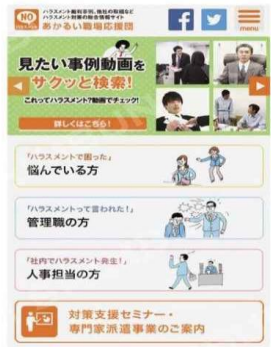 NO
ハラスメント裁判事例、他社の取組など
ハラスメント対策の総合情報サイト
あかるい職場応援団
menu
見たい事例動画を
サクッと検索!
これってハラスメント?動画でチェック!
詳しくはこちら!
「ハラスメントで困った」
悩んでいる方
「ハラスメントって言われた!」
管理職の方
「社内でハラスメント発生!」
人事担当の方
対策支援セミナー・
専門家派遣事業のご案内